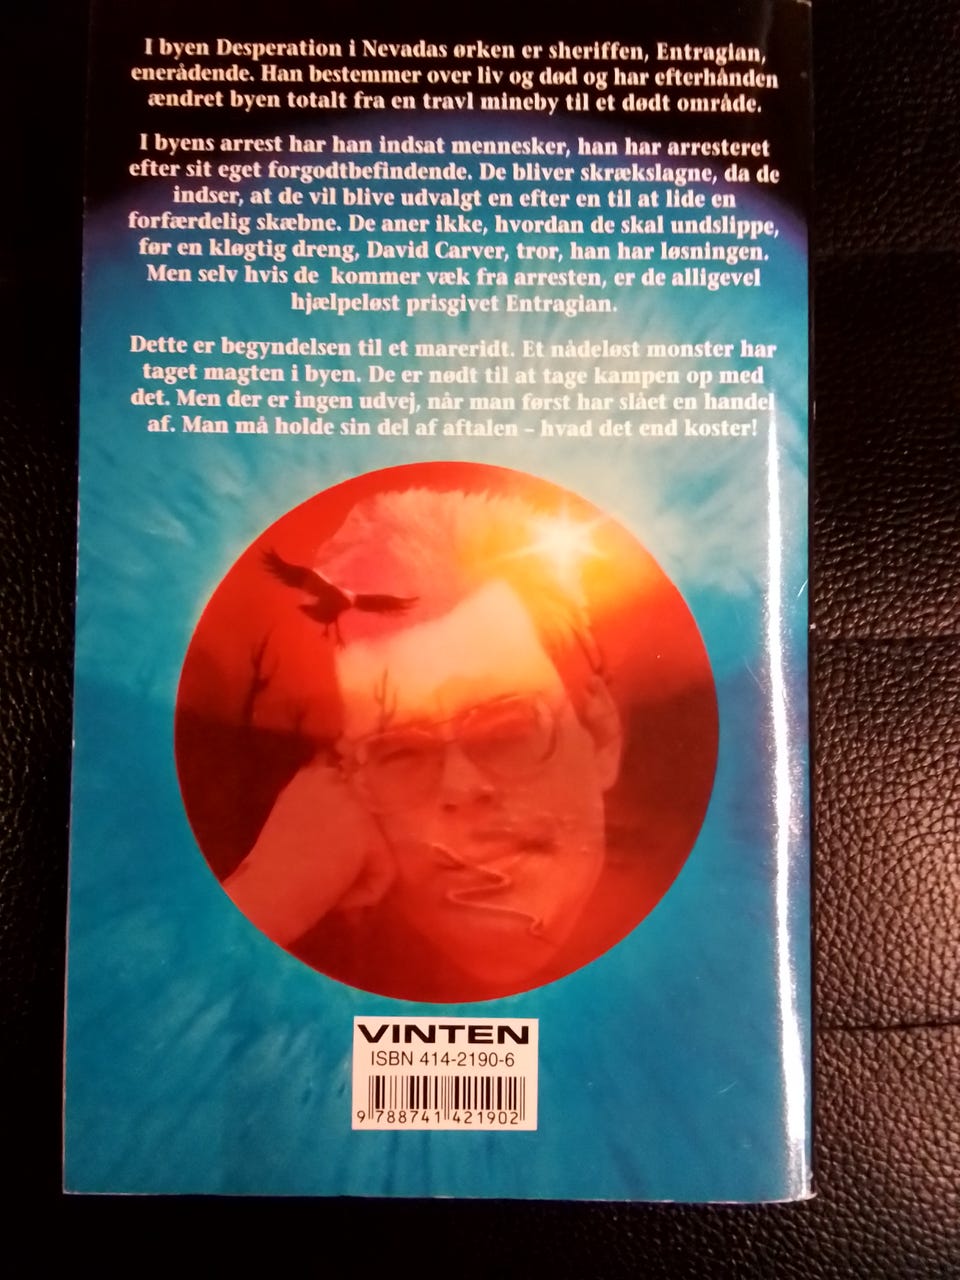 I byen Desperation i Nevadas ørken er sheriffen, Entragian,
enerådende. Han bestemmer over liv og død og har efterhånden
ændret byen totalt fra en travl mineby til et dødt område.
I byens arrest har han indsat mennesker, han har arresteret
efter sit eget forgodtbefindende. De bliver skrækslagne, da de
indser, at de vil blive udvalgt en efter en til at lide en
forfærdelig skæbne. De aner ikke, hvordan de skal undslippe,
før en kløgtig dreng, David Carver, tror, han har løsningen.
Men selv hvis de kommer væk fra arresten, er de alligevel
hjælpeløst prisgivet Entragian.
Dette er begyndelsen til et mareridt. Et nådeløst monster har
taget magten i byen. De er nødt til at tage kampen op med
det. Men der er ingen udvej, når man først har slået en handel
af. Man må holde sin del af aftalen – hvad det end koster!
VINTEN
ISBN 414-2190-6
9 788741 421902